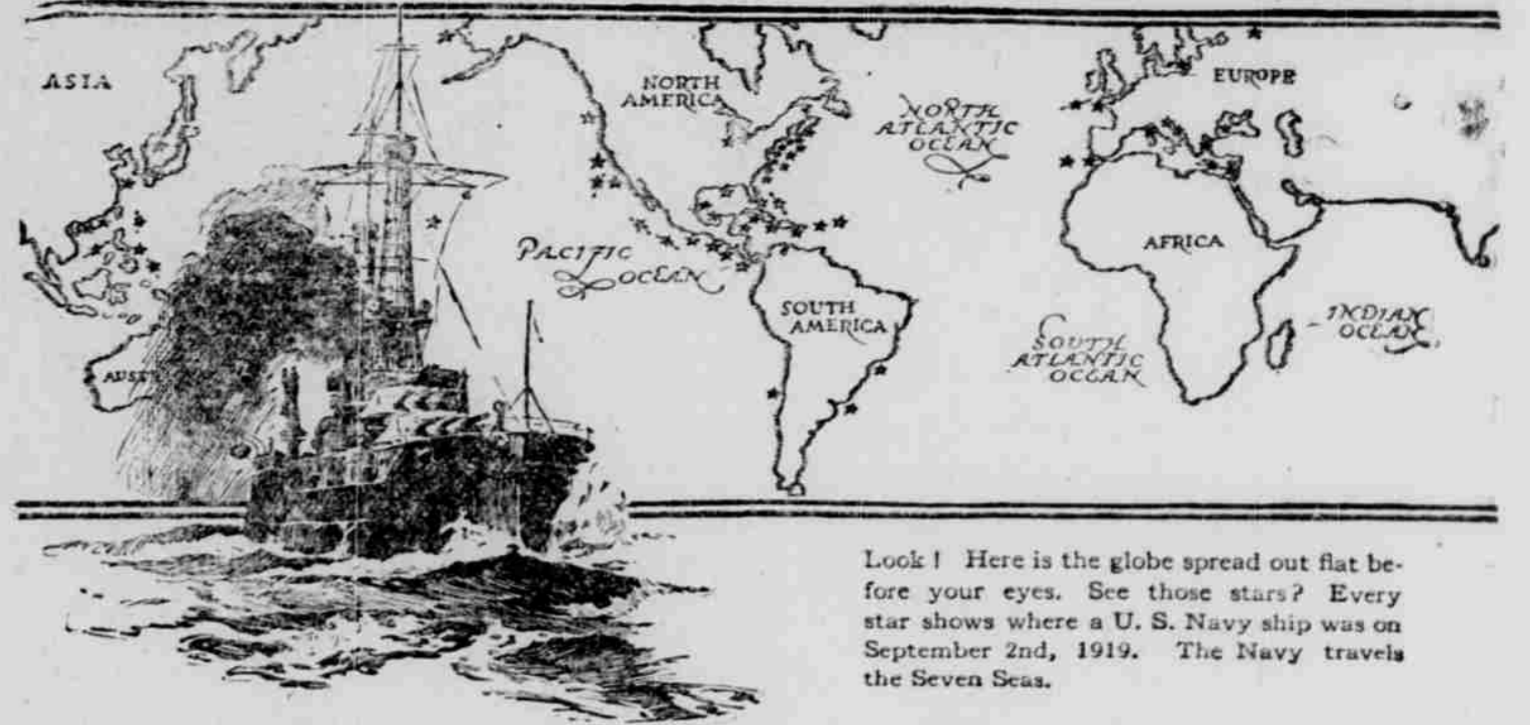 ASIA
NORTH
AMERICA
NORTH
ATLANTIC
OCEAN
EUROPE
PACIFIC
OCEAN
AFRICA
SOUTH
AMERICA
SOUTH
ATLANTIC
OCEAN
INDIAN
OCEAN
Look! Here is the globe spread out flat be-
fore your eyes. See those stars? Every
star shows where a U. S. Navy ship was on
September 2nd, 1919. The Navy travels
the Seven Seas.